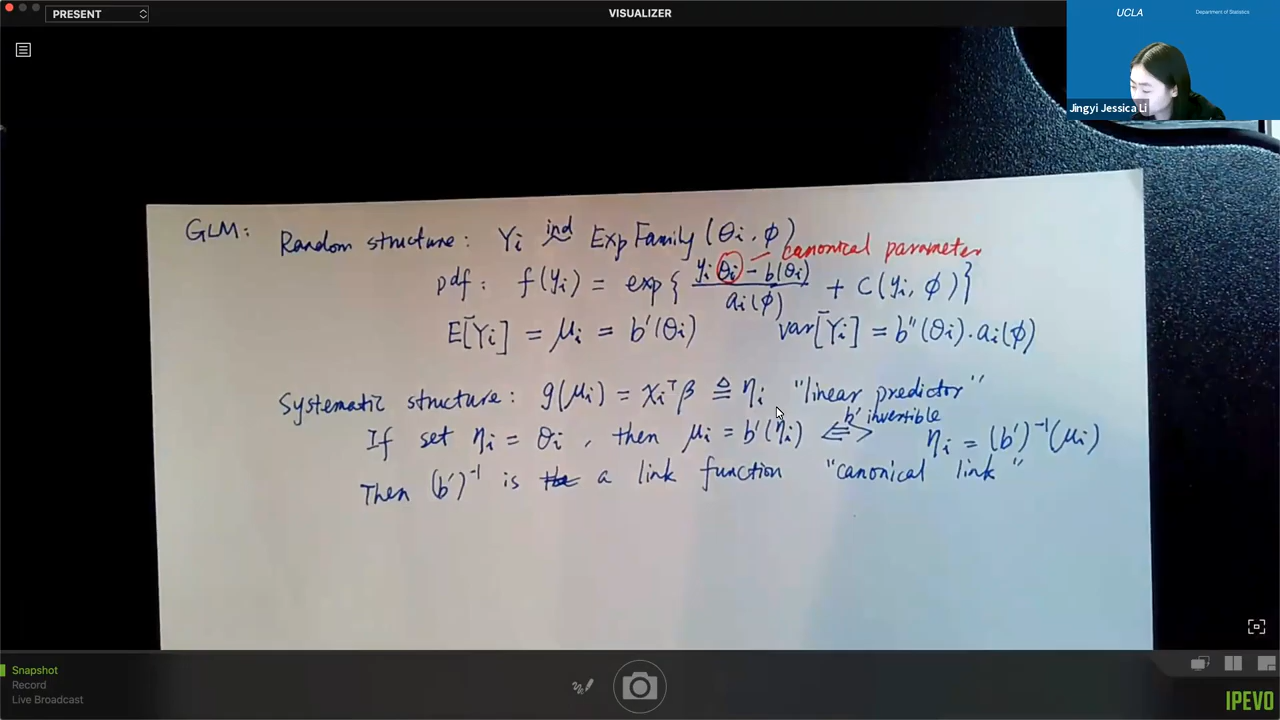 PRESENT
VISUALIZER
UCLA
Department of Statistics
Jingyi Jessica Li
GLM:
Random structure: Yᵢ ind~ Exp Family (θᵢ, ϕ)
canonical parameter
pdf: f(yᵢ) = exp{ (yᵢθᵢ − b(θᵢ)) / aᵢ(ϕ) + C(yᵢ, ϕ)}
E[Yᵢ] = μᵢ = b′(θᵢ) var[Yᵢ] = b″(θᵢ)·aᵢ(ϕ)
Systematic structure: g(μᵢ) = xᵢᵀβ ≜ ηᵢ "linear predictor"
b′ invertible
If set ηᵢ = θᵢ, then μᵢ = b′(ηᵢ) ⟺ ηᵢ = (b′)⁻¹(μᵢ)
Then (b′)⁻¹ is a link function "canonical link"
Snapshot
Record
Live Broadcast
IPEVO